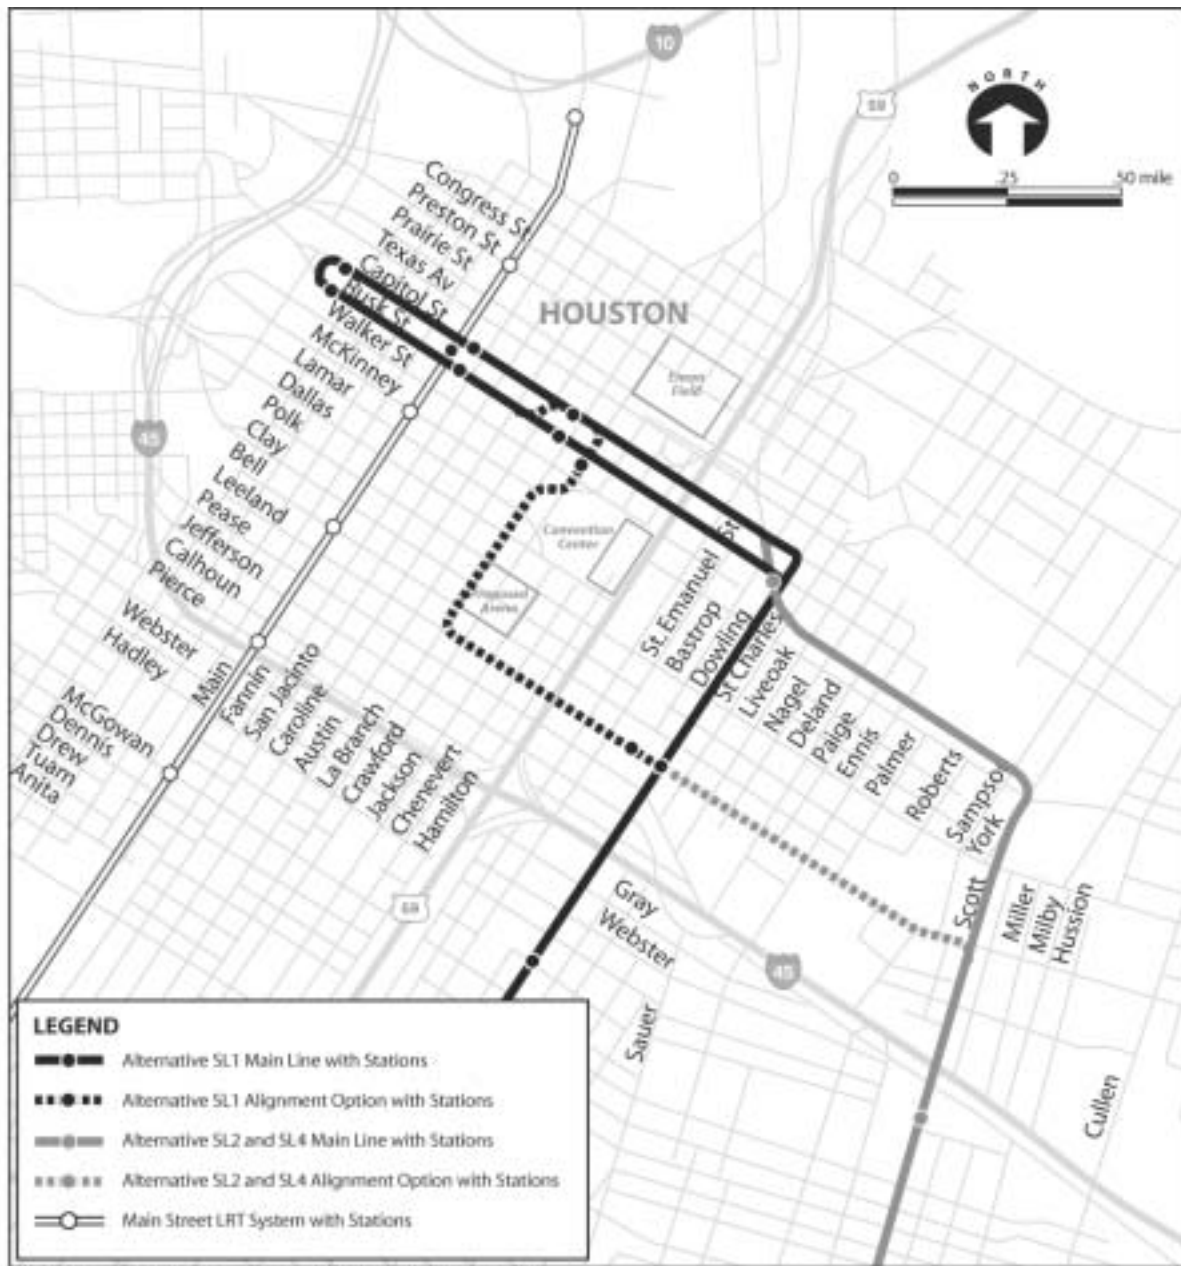 10
59
NORTH
0 .25 .50 mile
Congress St
Preston St
Prairie St
Texas Av
Capitol St
Rusk St
Walker St
McKinney
Lamar
Dallas
Polk
Clay
Bell
Leeland
Pease
Jefferson
Calhoun
Pierce
Webster
Hadley
McGowan
Dennis
Drew
Tuam
Anita
HOUSTON
45
Convention
Center
Proposed
Arena
Field
Main
Fannin
San Jacinto
Caroline
Austin
La Branch
Crawford
Jackson
Chenevert
Hamilton
St. Emanuel St
Bastrop
Dowling
St Charles
Liveoak
Nagel
Deland
Paige
Ennis
Palmer
Roberts
Sampso
York
Scott
Miller
Milby
Hussion
59
Gray
Webster
45
Sauer
Cullen
LEGEND
Alternative SL1 Main Line with Stations
Alternative SL1 Alignment Option with Stations
Alternative SL2 and SL4 Main Line with Stations
Alternative SL2 and SL4 Alignment Option with Stations
Main Street LRT System with Stations